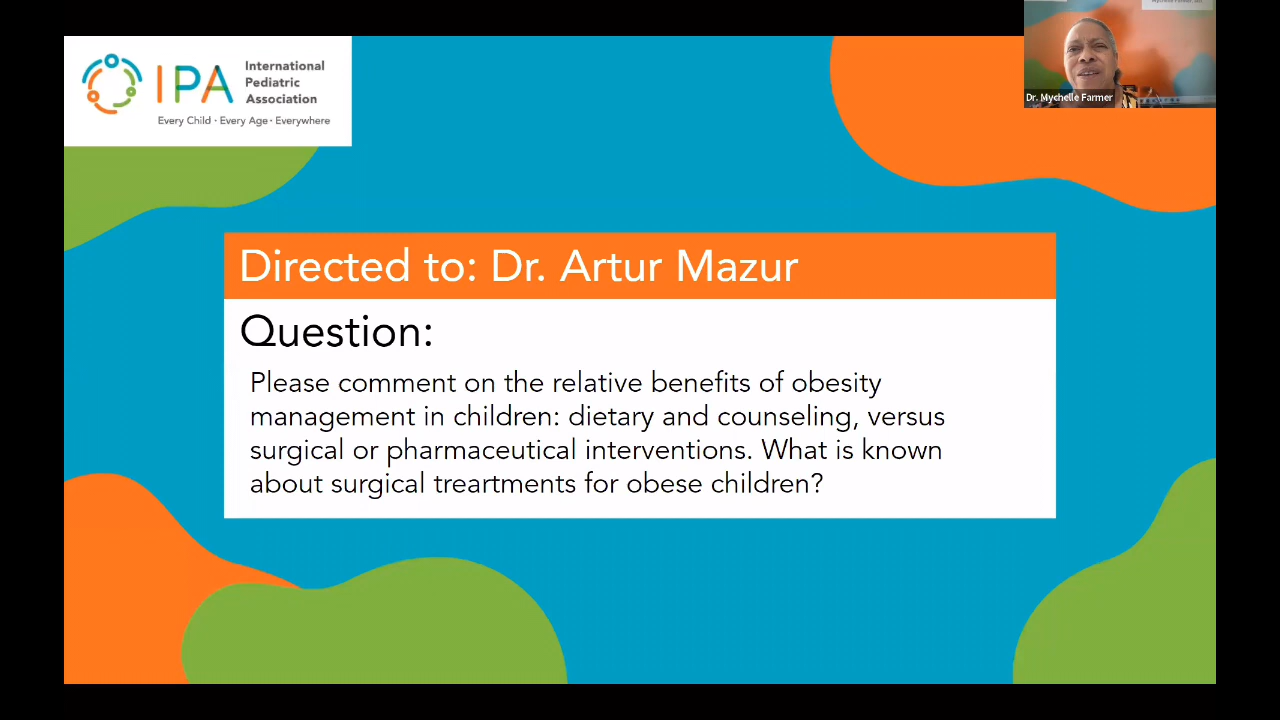 IPA
International
Pediatric
Association
Every Child · Every Age · Everywhere
Dr. Mychelle Farmer
Directed to: Dr. Artur Mazur
Question:
Please comment on the relative benefits of obesity
management in children: dietary and counseling, versus
surgical or pharmaceutical interventions. What is known
about surgical treartments for obese children?